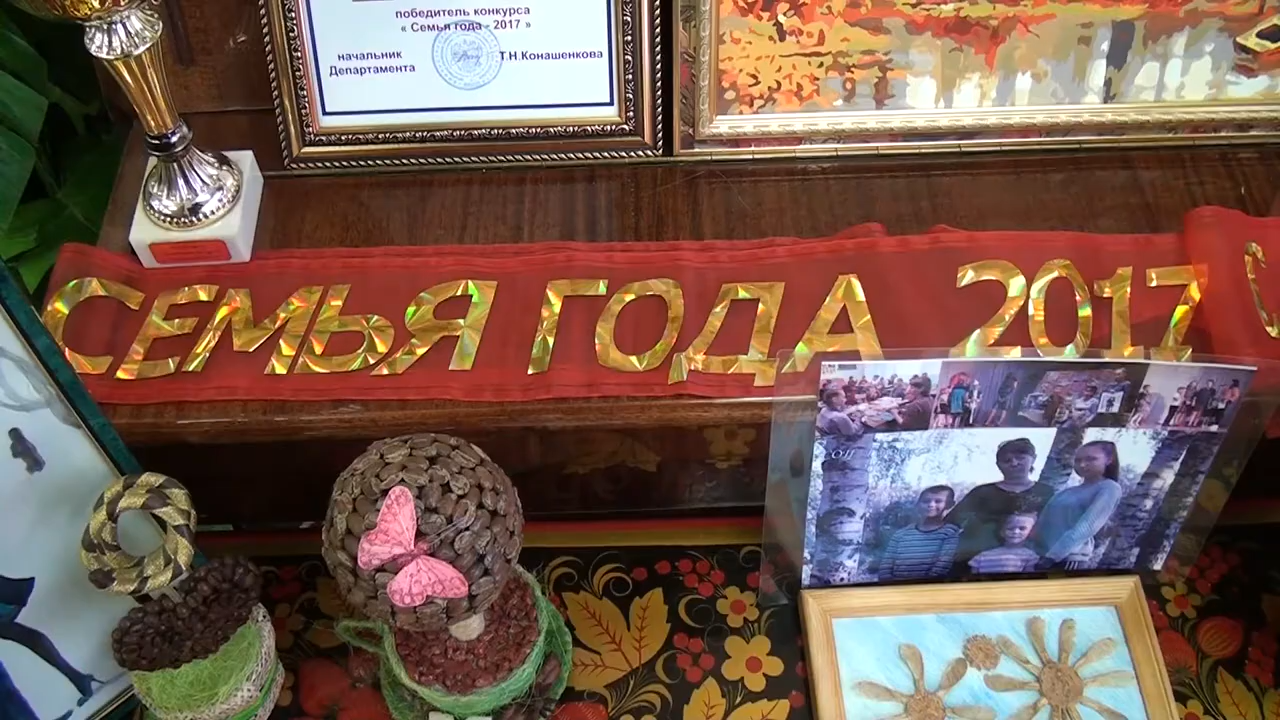 победитель конкурса
« Семья года - 2017 »
начальник
Департамента
Т.Н.Конашенкова
СЕМЬЯ ГОДА 2017